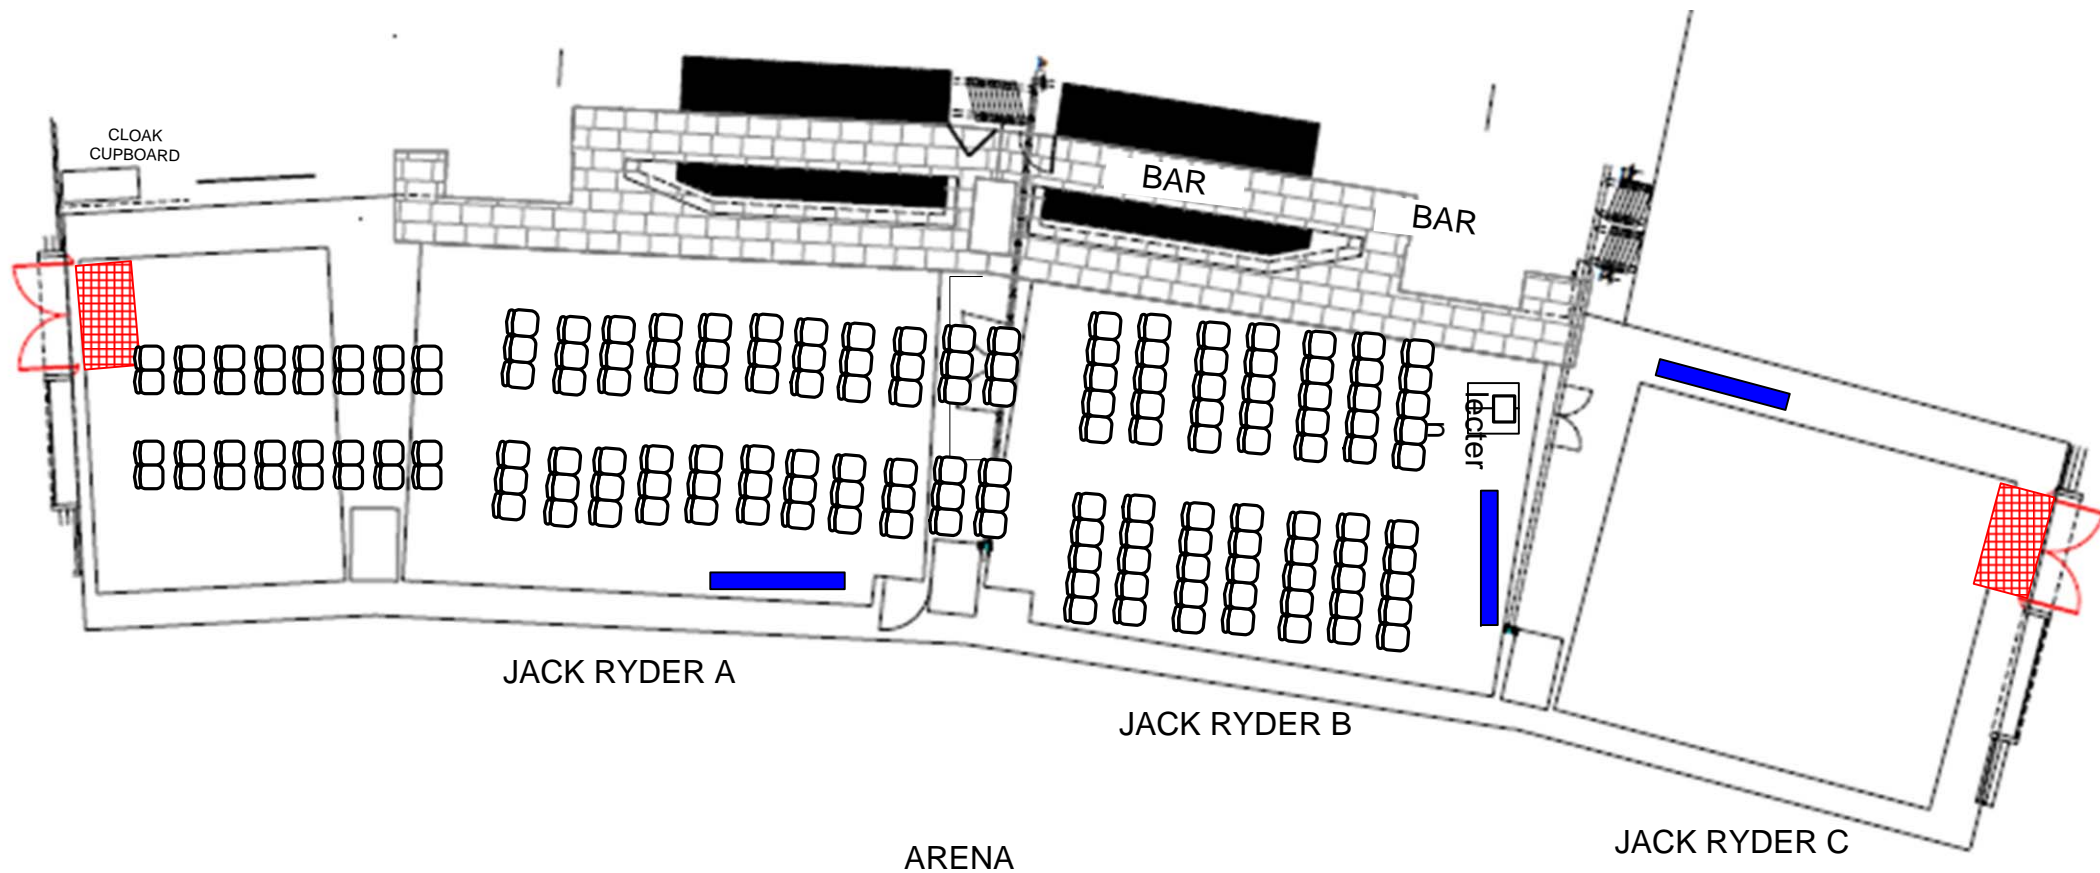 CLOAK
CUPBOARD
BAR
BAR
lecter
JACK RYDER A
JACK RYDER B
JACK RYDER C
ARENA